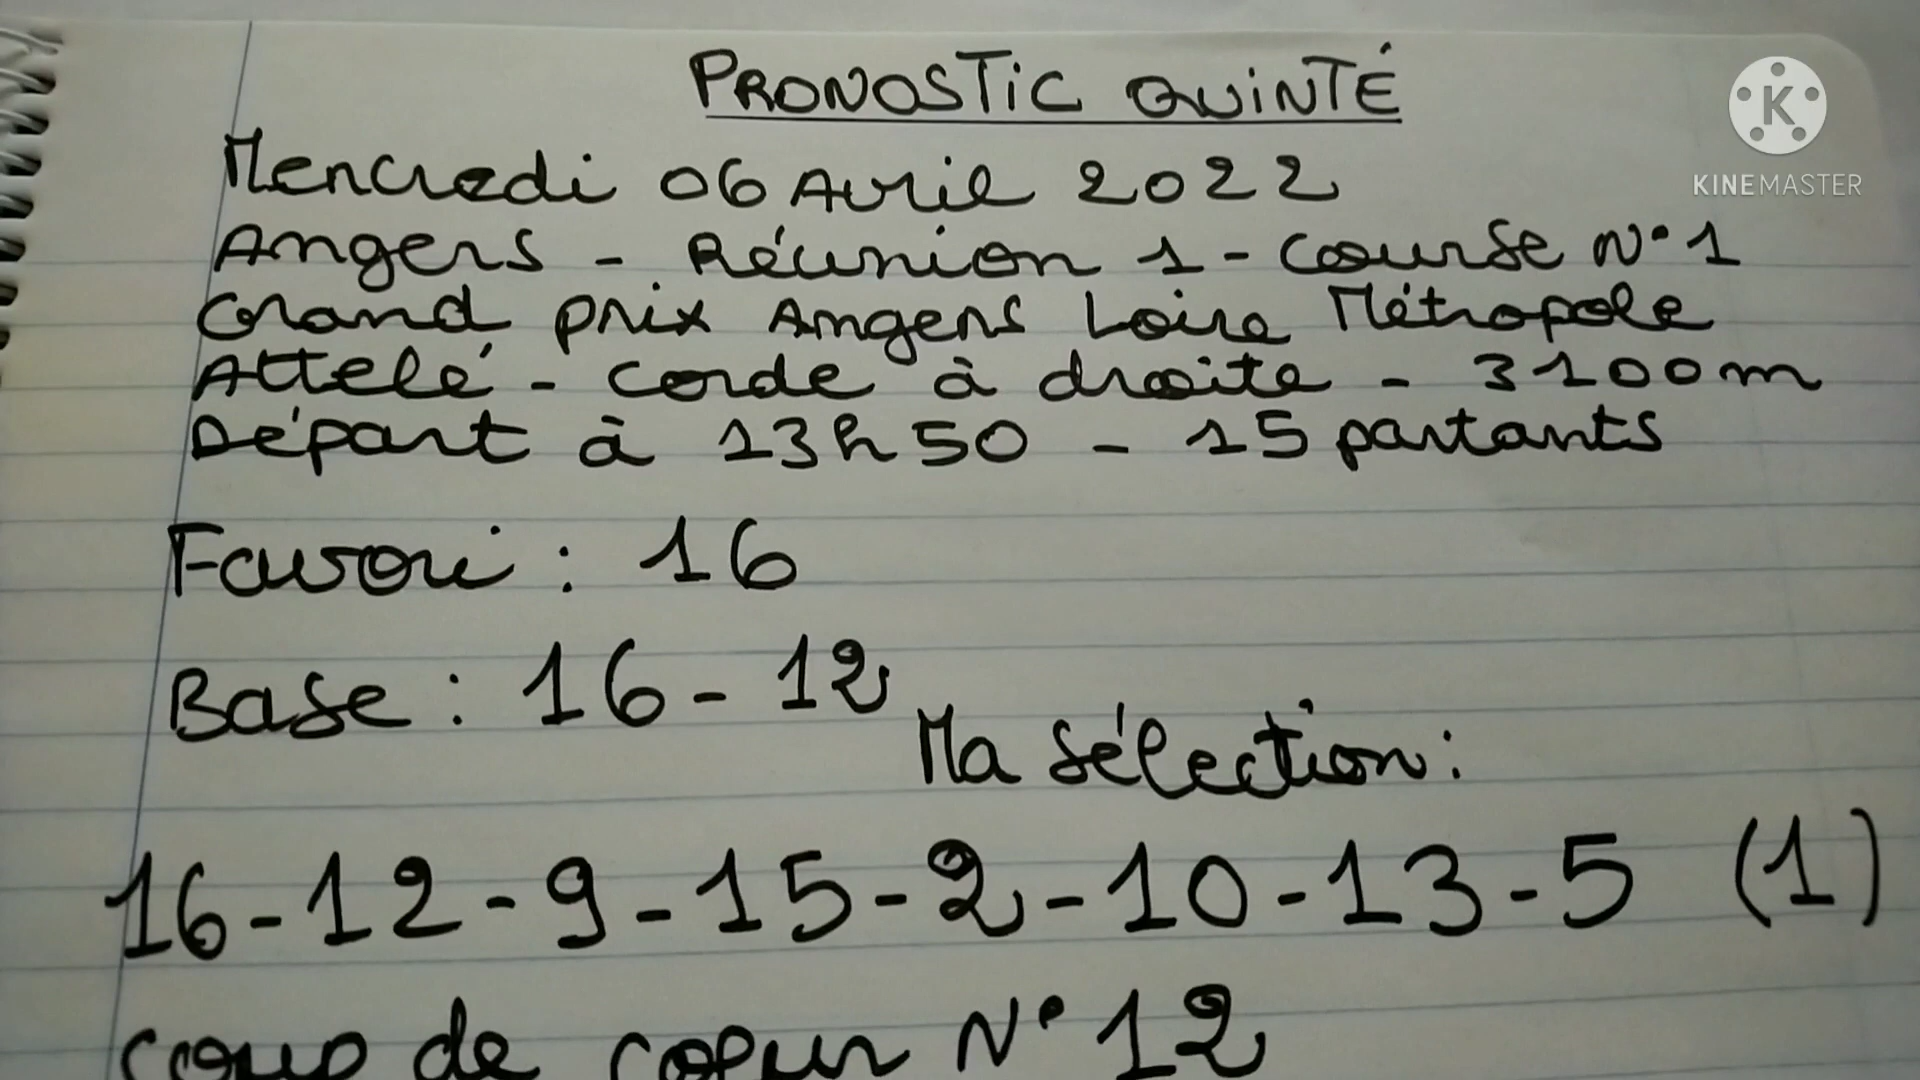 PRONOSTIC QUINTÉ
KINEMASTER
Mercredi 06 Avril 2022
Angers - Réunion 1 - Course N° 1
Grand prix Angers Loire Métropole
Attelé - Corde à droite - 3100m
Départ à 13h50 - 15 partants
Favori : 16
Base : 16 - 12
Ma Sélection :
16 - 12 - 9 - 15 - 2 - 10 - 13 - 5 (1)
Coup de coeur N° 12